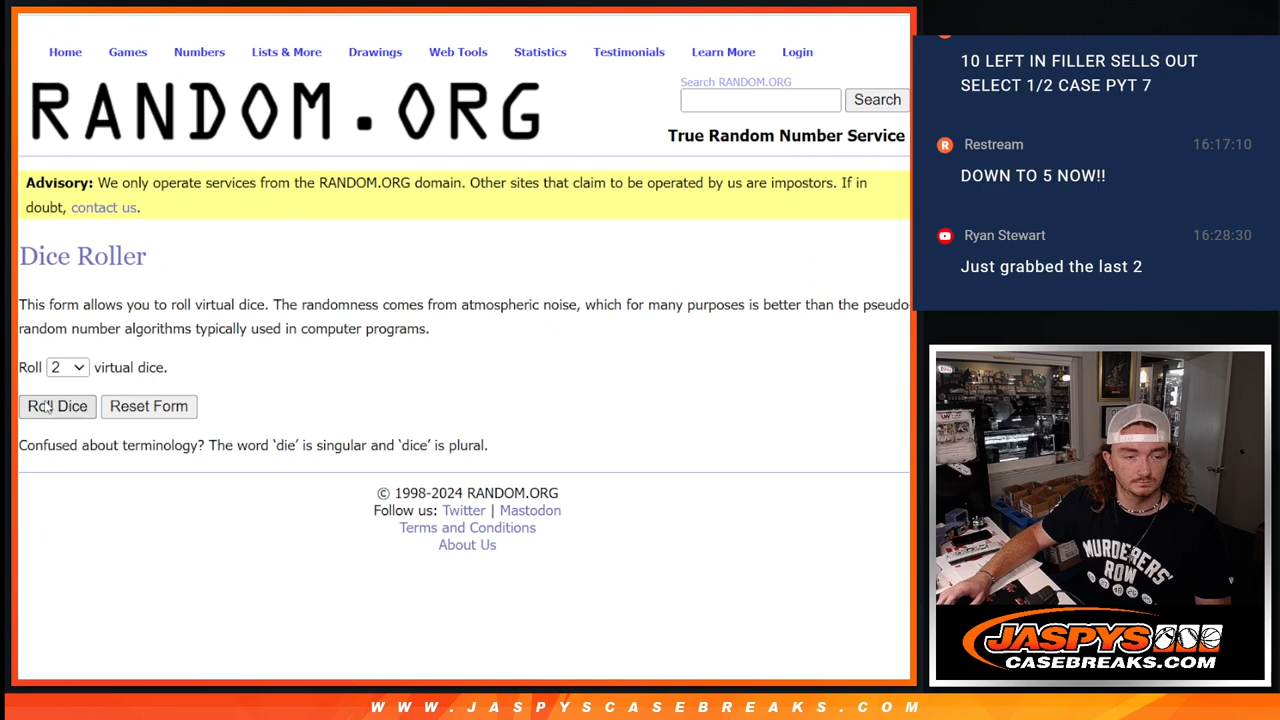 Home Games Numbers Lists & More Drawings Web Tools Statistics Testimonials Learn More Login
RANDOM.ORG
Search RANDOM.ORG
Search
True Random Number Service
Advisory: We only operate services from the RANDOM.ORG domain. Other sites that claim to be operated by us are impostors. If in
doubt, contact us.
Dice Roller
This form allows you to roll virtual dice. The randomness comes from atmospheric noise, which for many purposes is better than the pseudo
random number algorithms typically used in computer programs.
Roll 2 virtual dice.
Roll Dice Reset Form
Confused about terminology? The word ‘die’ is singular and ‘dice’ is plural.
© 1998-2024 RANDOM.ORG
Follow us: Twitter | Mastodon
Terms and Conditions
About Us
10 LEFT IN FILLER SELLS OUT
SELECT 1/2 CASE PYT 7
R Restream 16:17:10
DOWN TO 5 NOW!!
Ryan Stewart 16:28:30
Just grabbed the last 2
MURDERERS'
ROW
JASPYS
CASEBREAKS.COM
WWW.JASPYSCASEBREAKS.COM